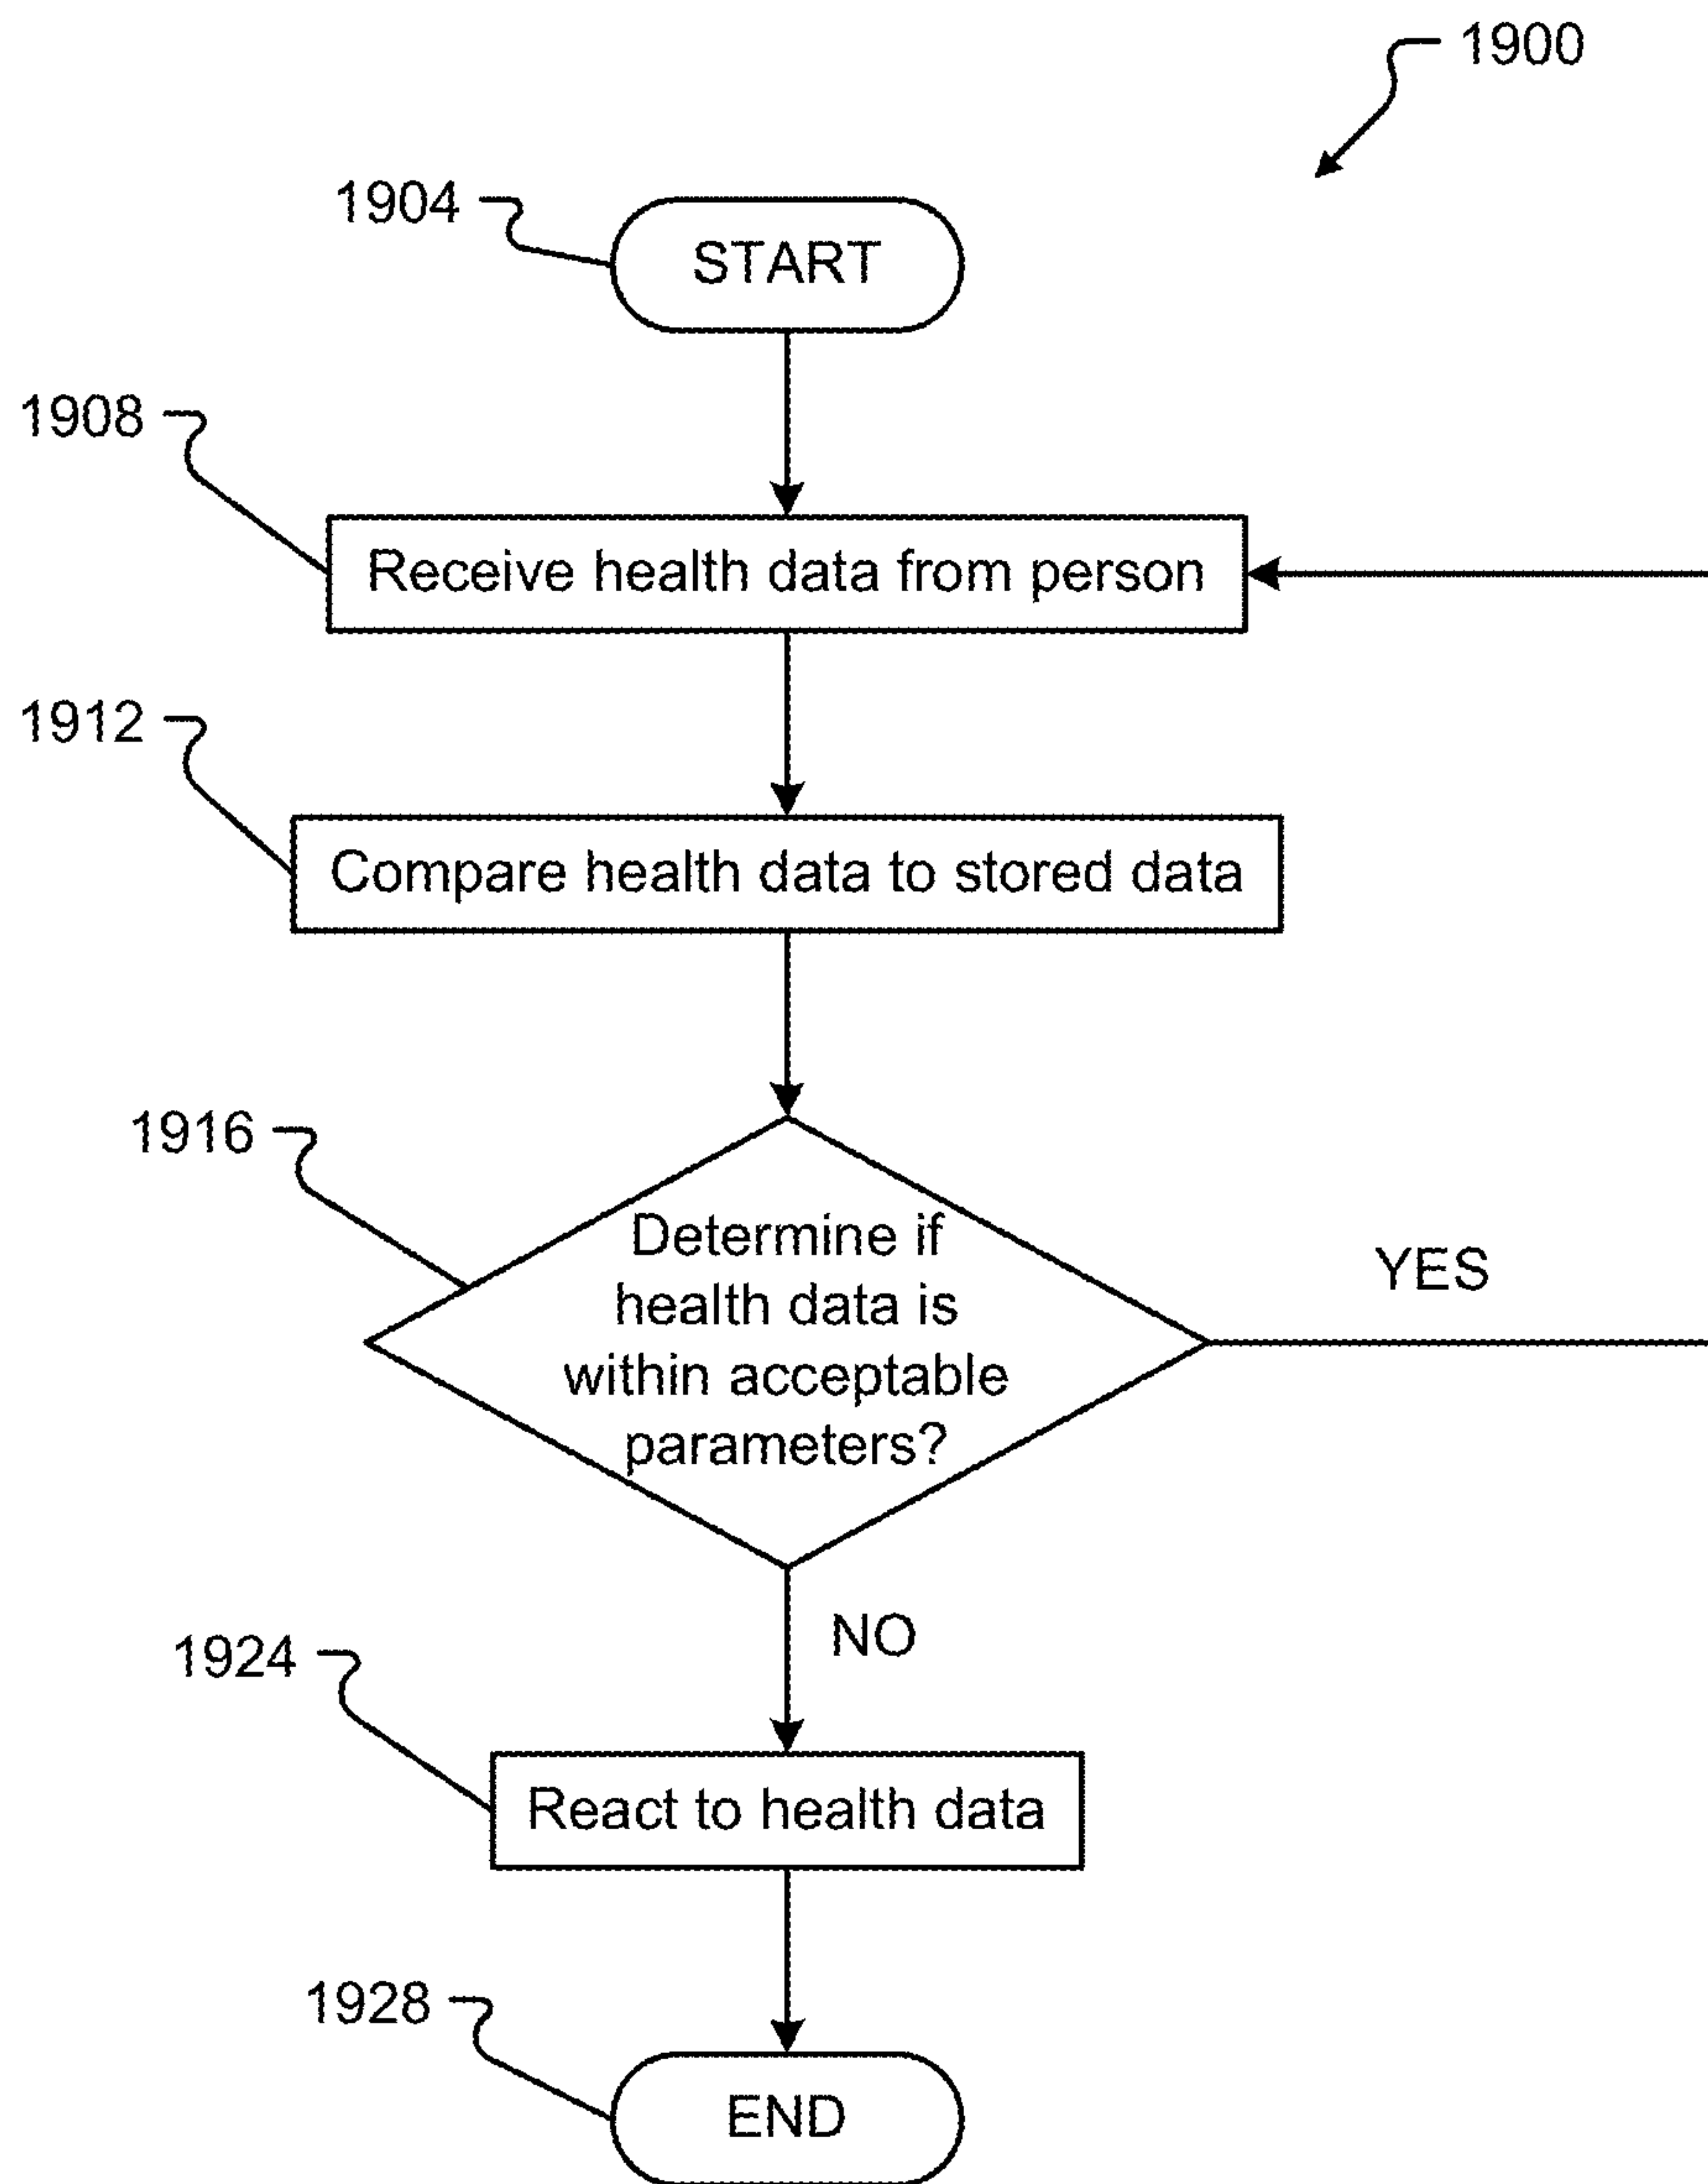 1900
1904
START
1908
Receive health data from person
1912
Compare health data to stored data
1916
Determine if
health data is
within acceptable
parameters?
YES
NO
1924
React to health data
1928
END